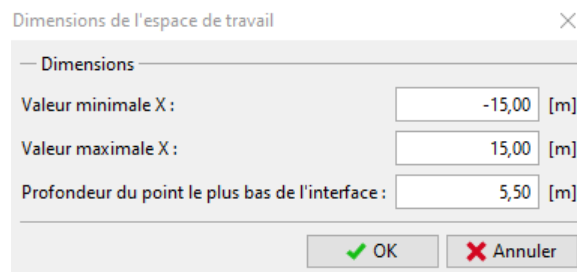 Dimensions de l'espace de travail
Dimensions
Valeur minimale X : -15,00 [m]
Valeur maximale X : 15,00 [m]
Profondeur du point le plus bas de l'interface : 5,50 [m]
OK Annuler